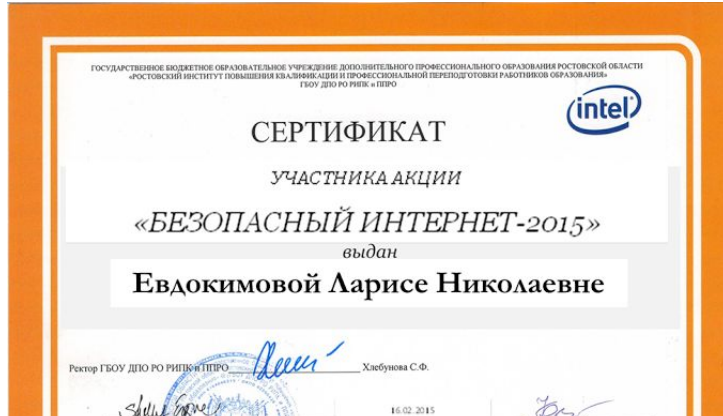 ГОСУДАРСТВЕННОЕ БЮДЖЕТНОЕ ОБРАЗОВАТЕЛЬНОЕ УЧРЕЖДЕНИЕ ДОПОЛНИТЕЛЬНОГО ПРОФЕССИОНАЛЬНОГО ОБРАЗОВАНИЯ РОСТОВСКОЙ ОБЛАСТИ
«РОСТОВСКИЙ ИНСТИТУТ ПОВЫШЕНИЯ КВАЛИФИКАЦИИ И ПРОФЕССИОНАЛЬНОЙ ПЕРЕПОДГОТОВКИ РАБОТНИКОВ ОБРАЗОВАНИЯ»
ГБОУ ДПО РО РИПК и ППРО
intel
СЕРТИФИКАТ
УЧАСТНИКА АКЦИИ
«БЕЗОПАСНЫЙ ИНТЕРНЕТ-2015»
выдан
Евдокимовой Ларисе Николаевне
Ректор ГБОУ ДПО РО РИПК и ППРО Хлебунова С.Ф.
16.02.2015